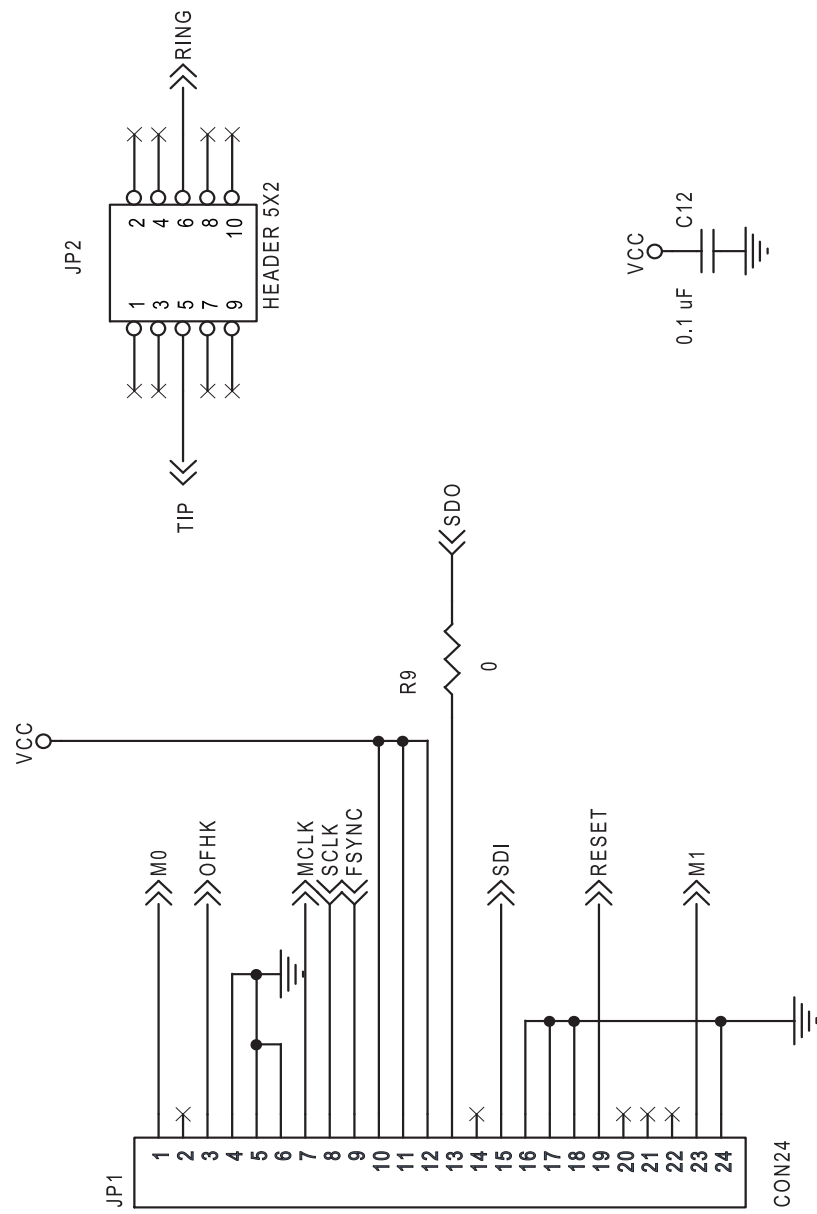 RING
2
4
6
8
10
JP2
HEADER 5X2
1
3
5
7
9
TIP
VCC
C12
0.1 uF
SDO
R9
0
VCC
M0
OFHK
MCLK
SCLK
FSYNC
SDI
RESET
M1
JP1
1
2
3
4
5
6
7
8
9
10
11
12
13
14
15
16
17
18
19
20
21
22
23
24
CON24